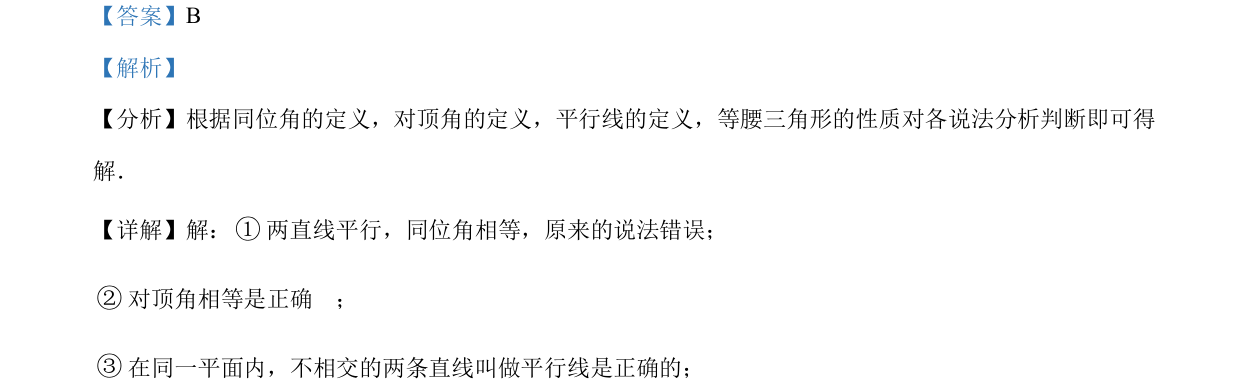 【答案】B
【解析】
【分析】根据同位角的定义，对顶角的定义，平行线的定义，等腰三角形的性质对各说法分析判断即可得
解．
【详解】解：① 两直线平行，同位角相等，原来的说法错误；
② 对顶角相等是正确　；
③ 在同一平面内，不相交的两条直线叫做平行线是正确的；